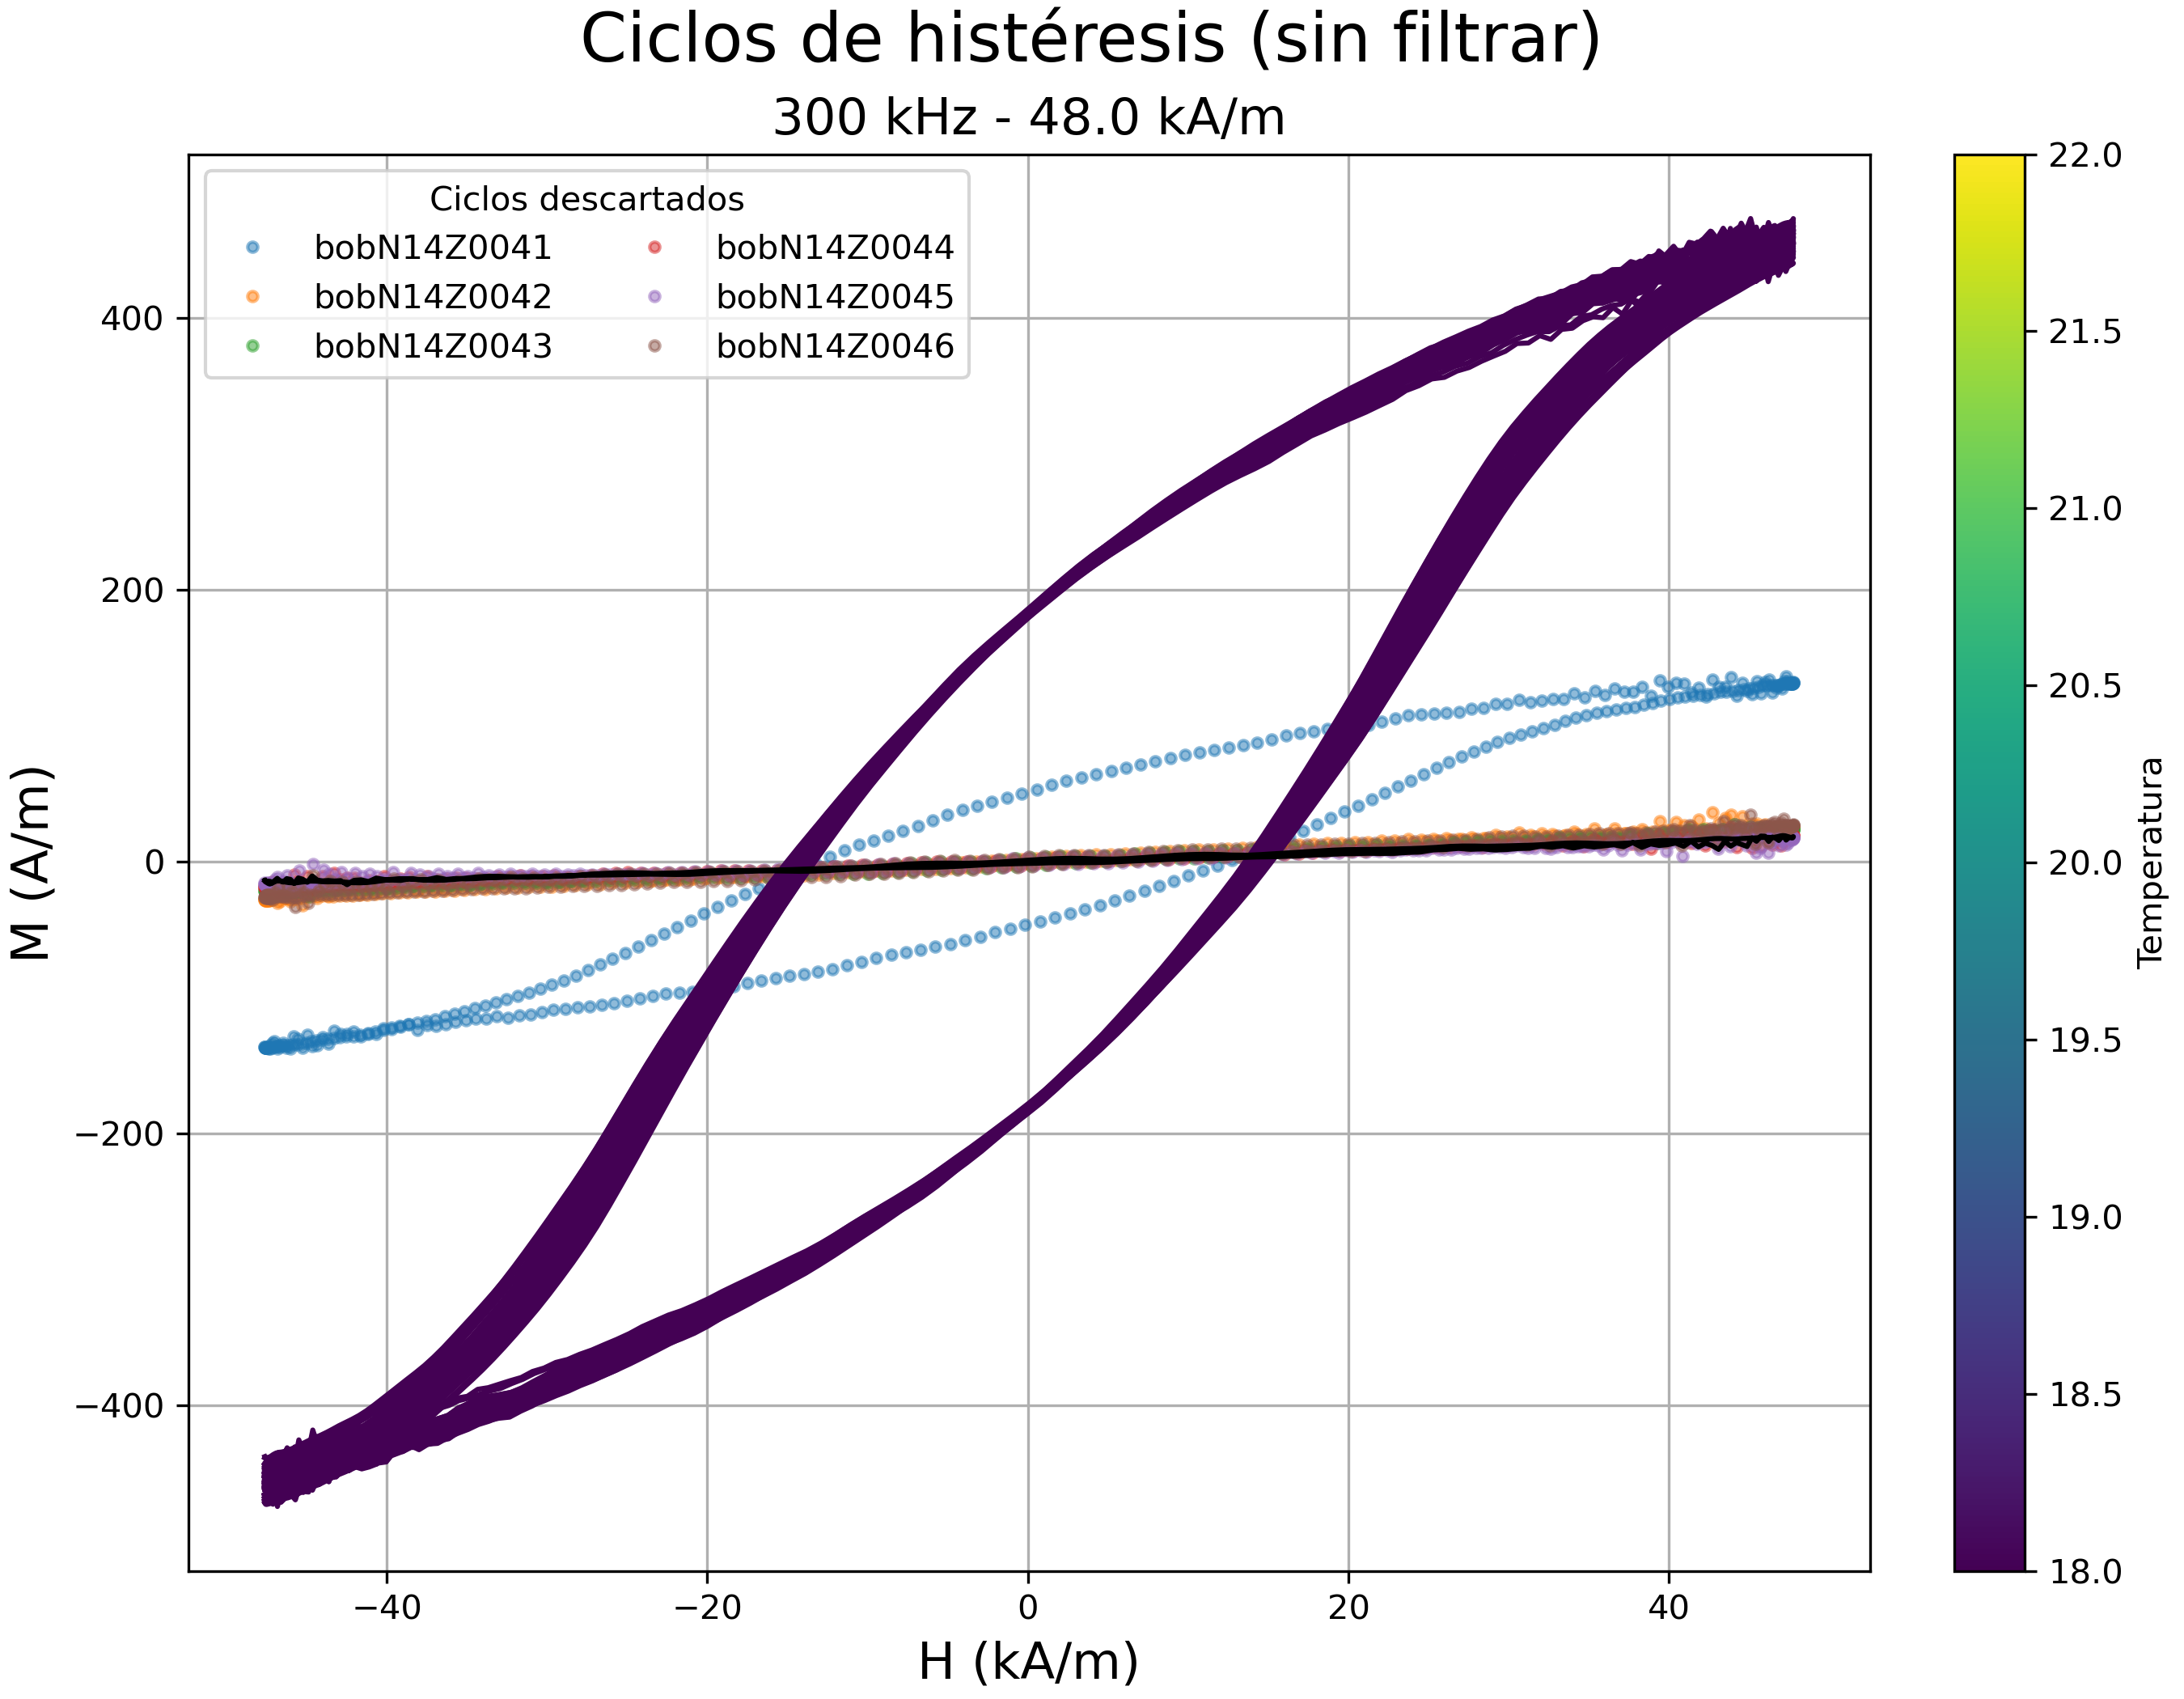 Ciclos de histéresis (sin filtrar)
300 kHz - 48.0 kA/m
Ciclos descartados
bobN14Z0041
bobN14Z0042
bobN14Z0043
bobN14Z0044
bobN14Z0045
bobN14Z0046
M (A/m)
400
200
0
−200
−400
−40
−20
0
20
40
H (kA/m)
22.0
21.5
21.0
20.5
20.0
19.5
19.0
18.5
18.0
Temperatura